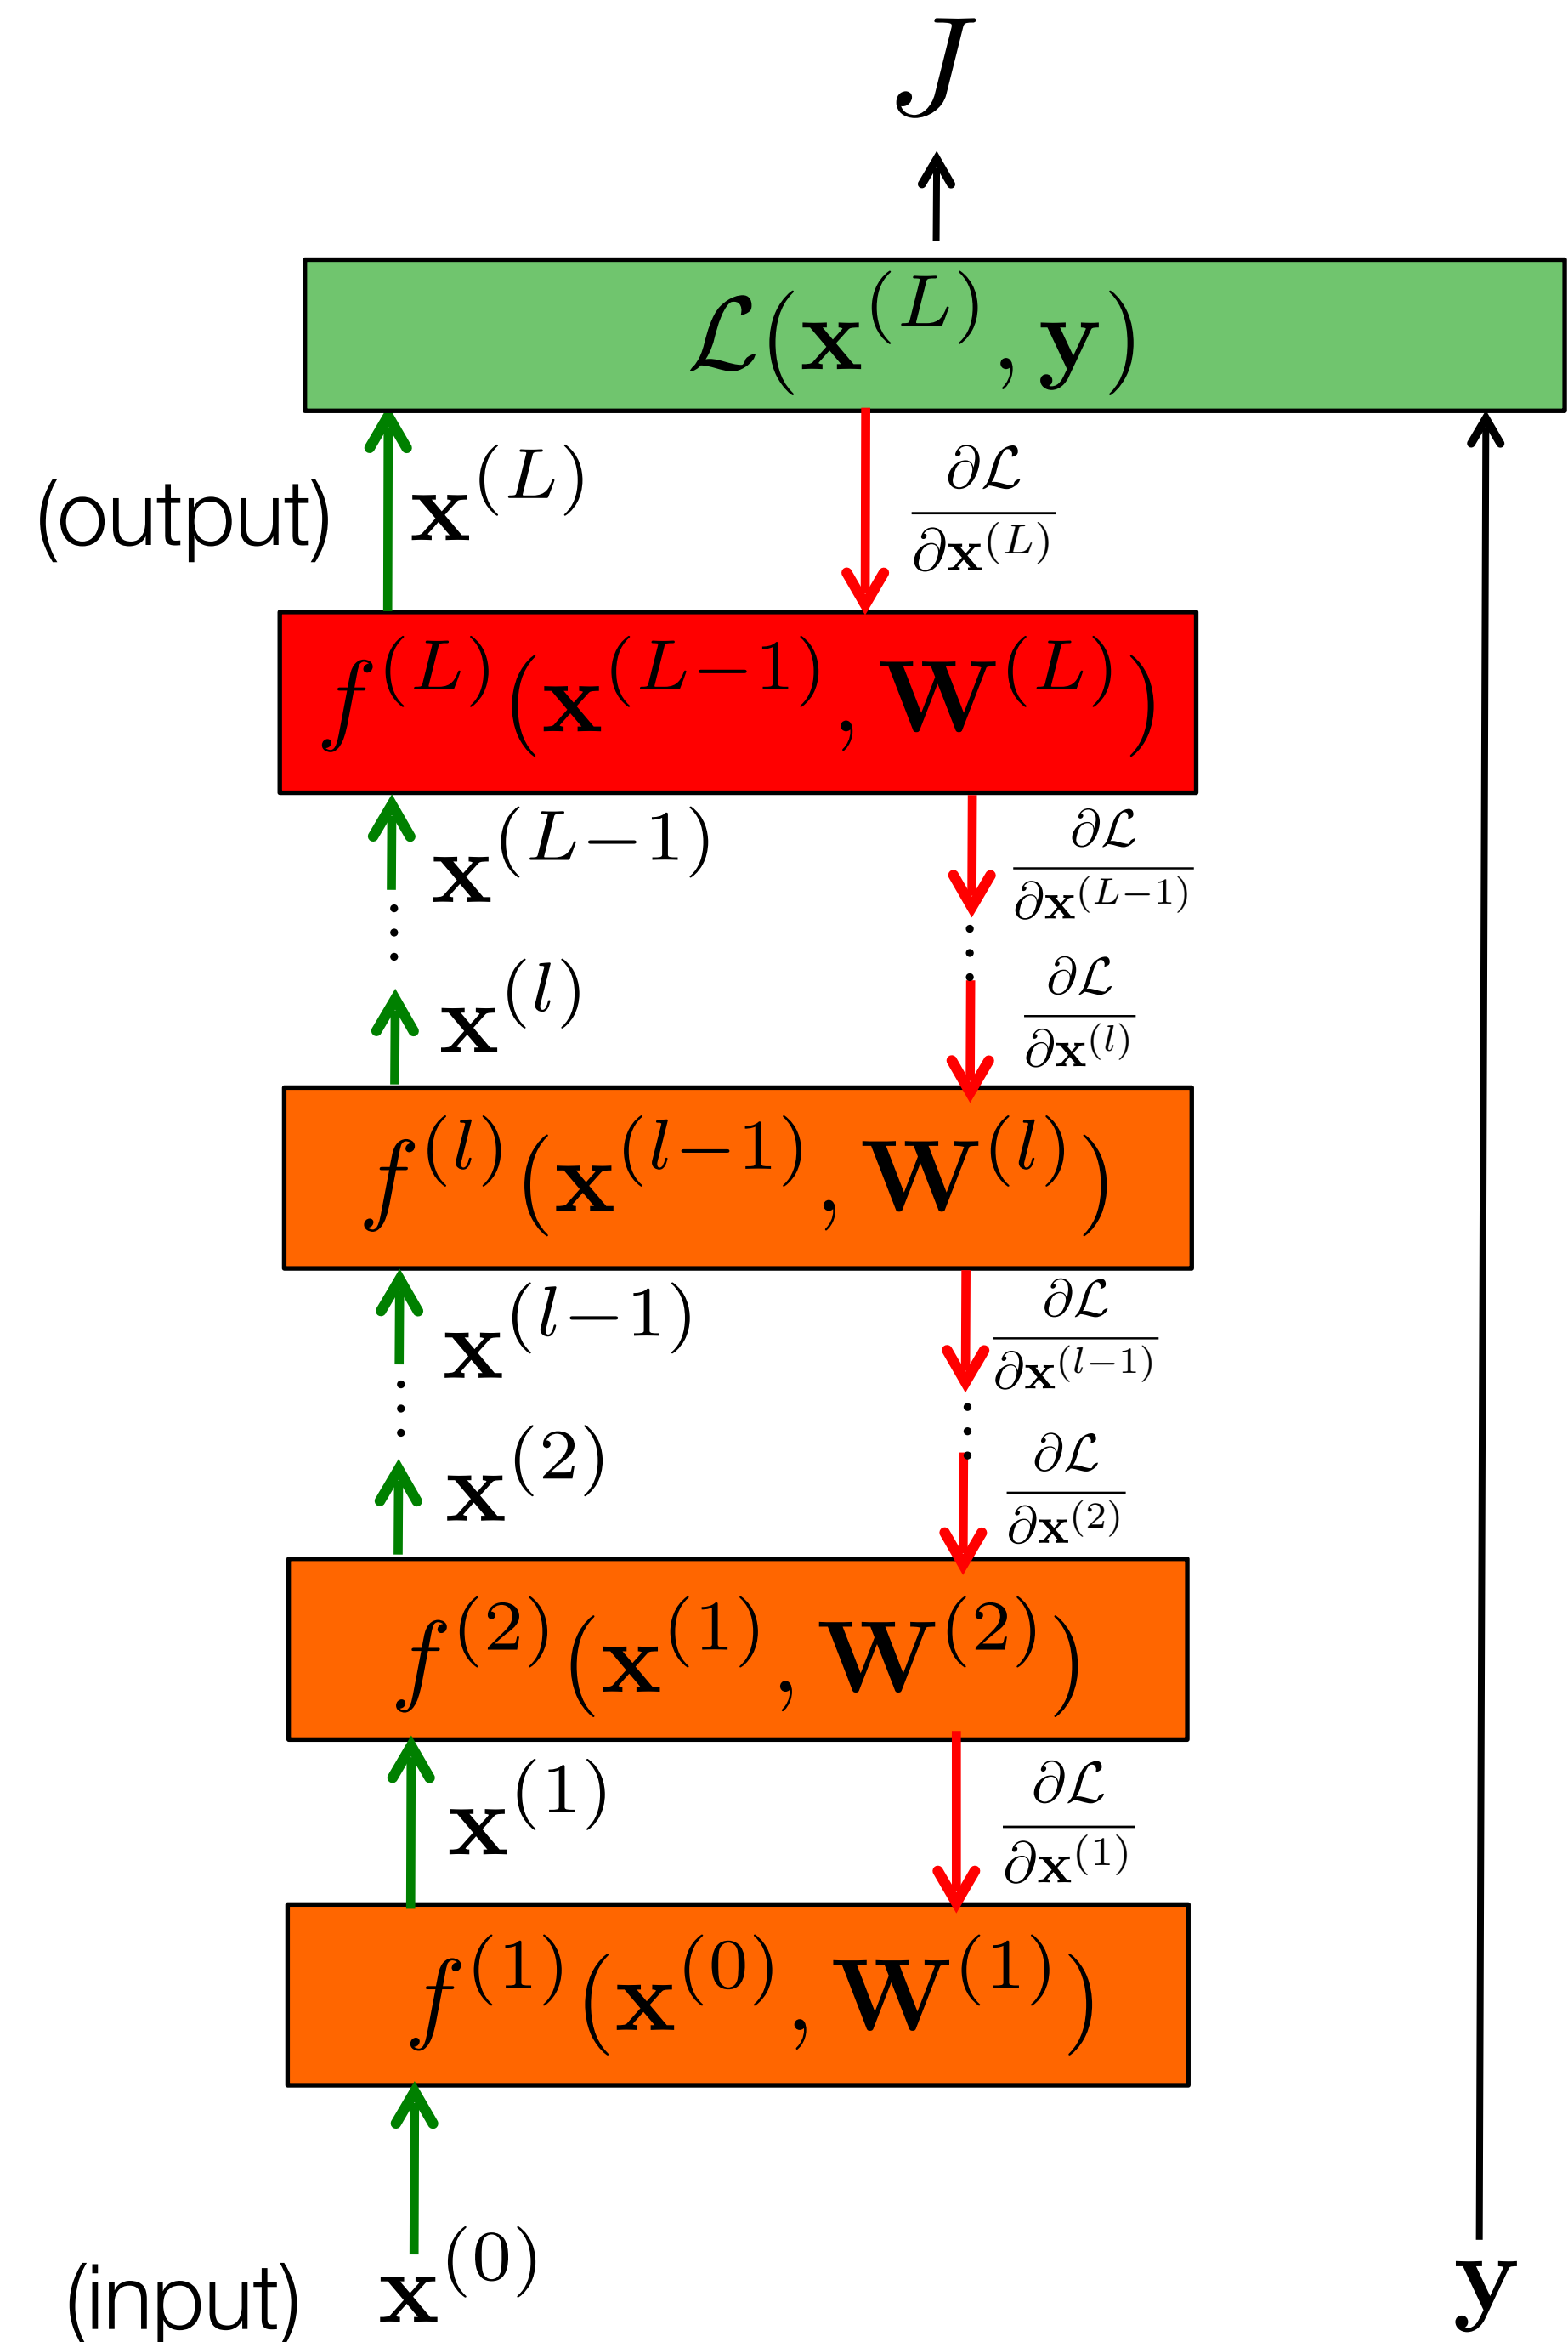 J
ℒ(x^(L), y)
(output) x^(L) ∂ℒ/∂x^(L)
f^(L)(x^(L−1), W^(L))
x^(L−1) ∂ℒ/∂x^(L−1)
x^(l) ∂ℒ/∂x^(l)
f^(l)(x^(l−1), W^(l))
x^(l−1) ∂ℒ/∂x^(l−1)
x^(2) ∂ℒ/∂x^(2)
f^(2)(x^(1), W^(2))
x^(1) ∂ℒ/∂x^(1)
f^(1)(x^(0), W^(1))
(input) x^(0) y